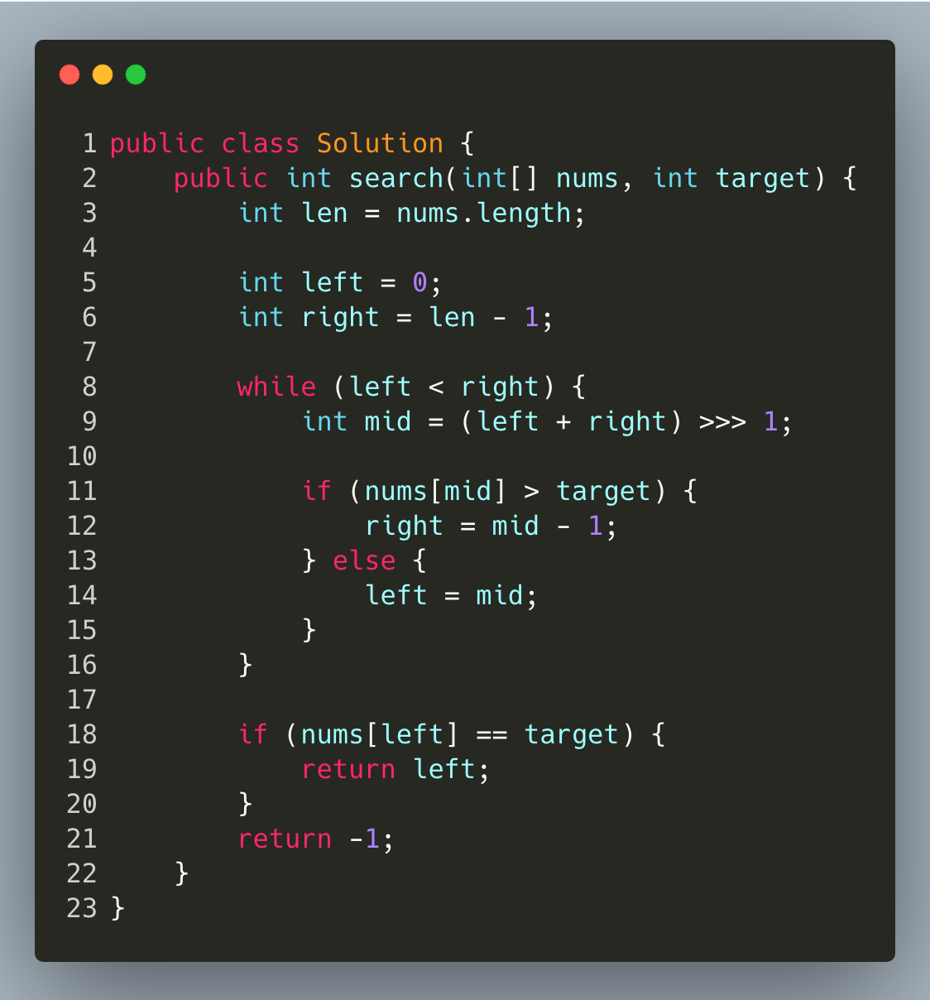 1 public class Solution {
2     public int search(int[] nums, int target) {
3         int len = nums.length;
4
5         int left = 0;
6         int right = len - 1;
7
8         while (left < right) {
9             int mid = (left + right) >>> 1;
10
11             if (nums[mid] > target) {
12                 right = mid - 1;
13             } else {
14                 left = mid;
15             }
16         }
17
18         if (nums[left] == target) {
19             return left;
20         }
21         return -1;
22     }
23 }